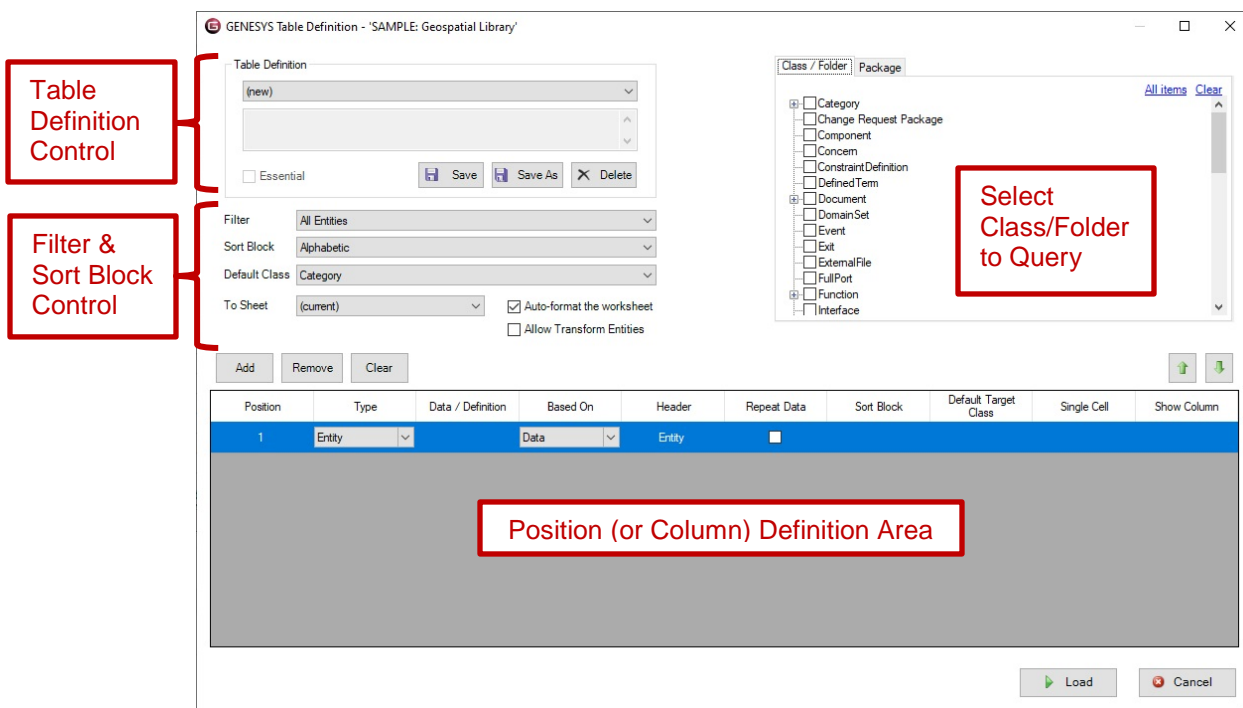 GENESYS Table Definition - 'SAMPLE: Geospatial Library'
Table
Definition
Control
Table Definition
(new)
Essential
Save
Save As
Delete
Filter &
Sort Block
Control
Filter
All Entities
Sort Block
Alphabetic
Default Class
Category
To Sheet
(current)
Auto-format the worksheet
Allow Transform Entities
Class / Folder
Package
All items
Clear
Category
Change Request Package
Component
Concern
ConstraintDefinition
DefinedTerm
Document
DomainSet
Event
Exit
ExternalFile
FullPort
Function
Interface
Select
Class/Folder
to Query
Add
Remove
Clear
Position
Type
Data / Definition
Based On
Header
Repeat Data
Sort Block
Default Target
Class
Single Cell
Show Column
1
Entity
Data
Entity
Position (or Column) Definition Area
Load
Cancel